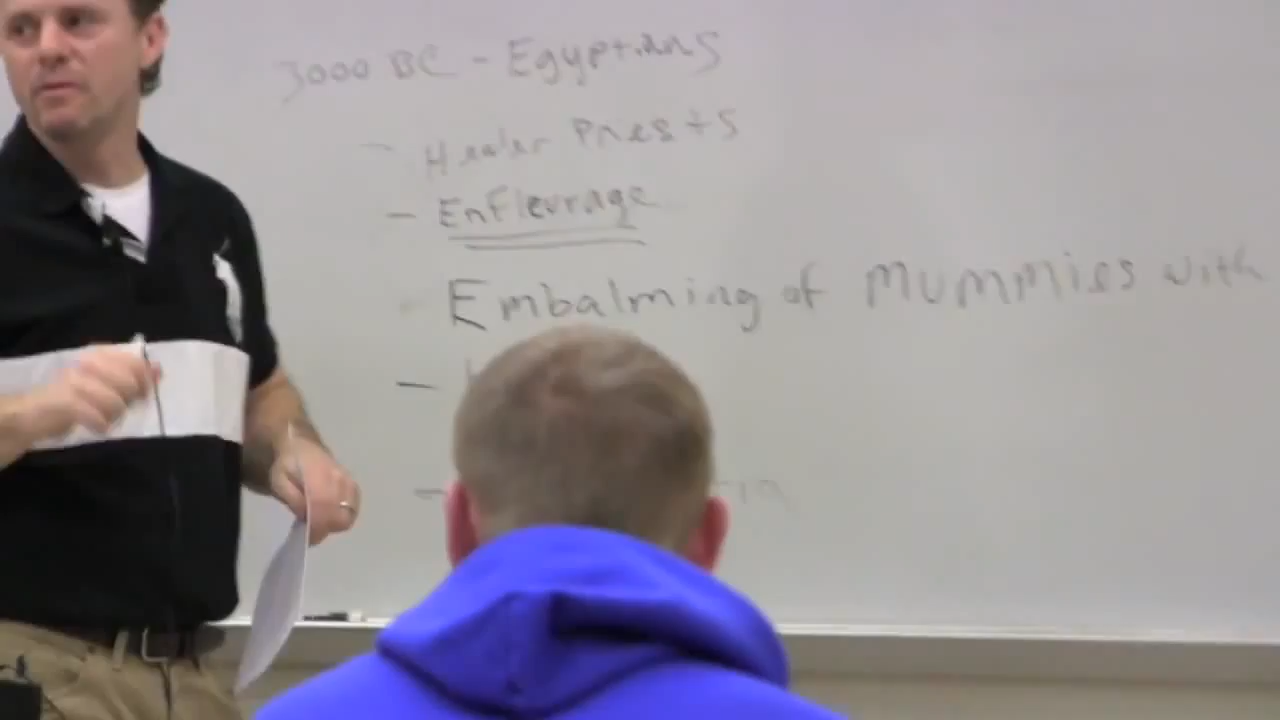 3000 BC - Egyptians
Healer Priests
- Enfleurage
Embalming of Mummies with
-
-